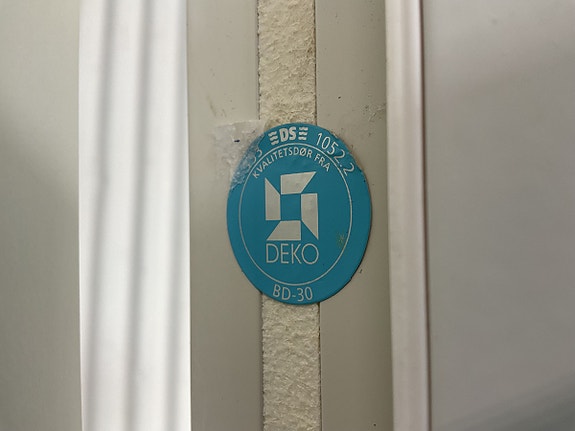 DS 1052.2
KVALITETSDØR FRA
DEKO
BD-30